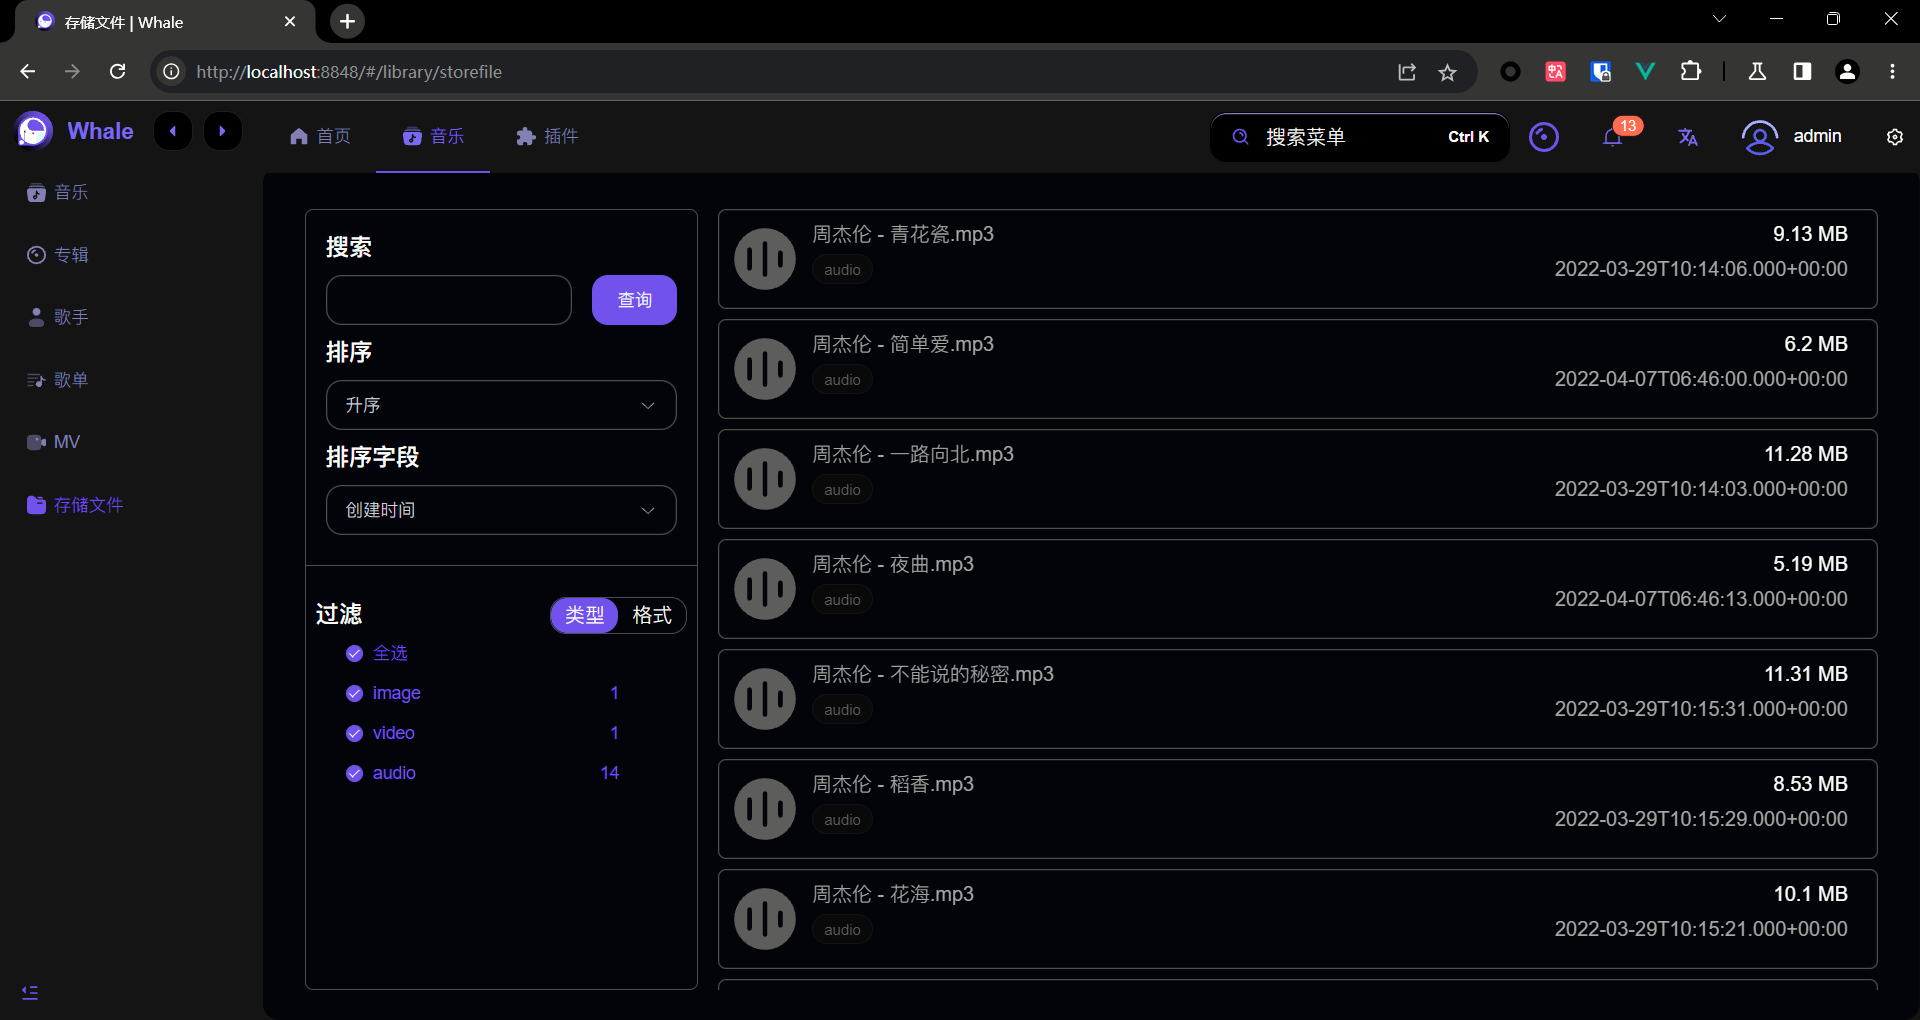 存储文件 | Whale
http://localhost:8848/#/library/storefile
Whale
首页
音乐
插件
搜索菜单
Ctrl K
13
admin
音乐
专辑
歌手
歌单
MV
存储文件
搜索
查询
排序
升序
排序字段
创建时间
过滤
类型
格式
全选
image 1
video 1
audio 14
周杰伦 - 青花瓷.mp3
9.13 MB
audio
2022-03-29T10:14:06.000+00:00
周杰伦 - 简单爱.mp3
6.2 MB
audio
2022-04-07T06:46:00.000+00:00
周杰伦 - 一路向北.mp3
11.28 MB
audio
2022-03-29T10:14:03.000+00:00
周杰伦 - 夜曲.mp3
5.19 MB
audio
2022-04-07T06:46:13.000+00:00
周杰伦 - 不能说的秘密.mp3
11.31 MB
audio
2022-03-29T10:15:31.000+00:00
周杰伦 - 稻香.mp3
8.53 MB
audio
2022-03-29T10:15:29.000+00:00
周杰伦 - 花海.mp3
10.1 MB
audio
2022-03-29T10:15:21.000+00:00